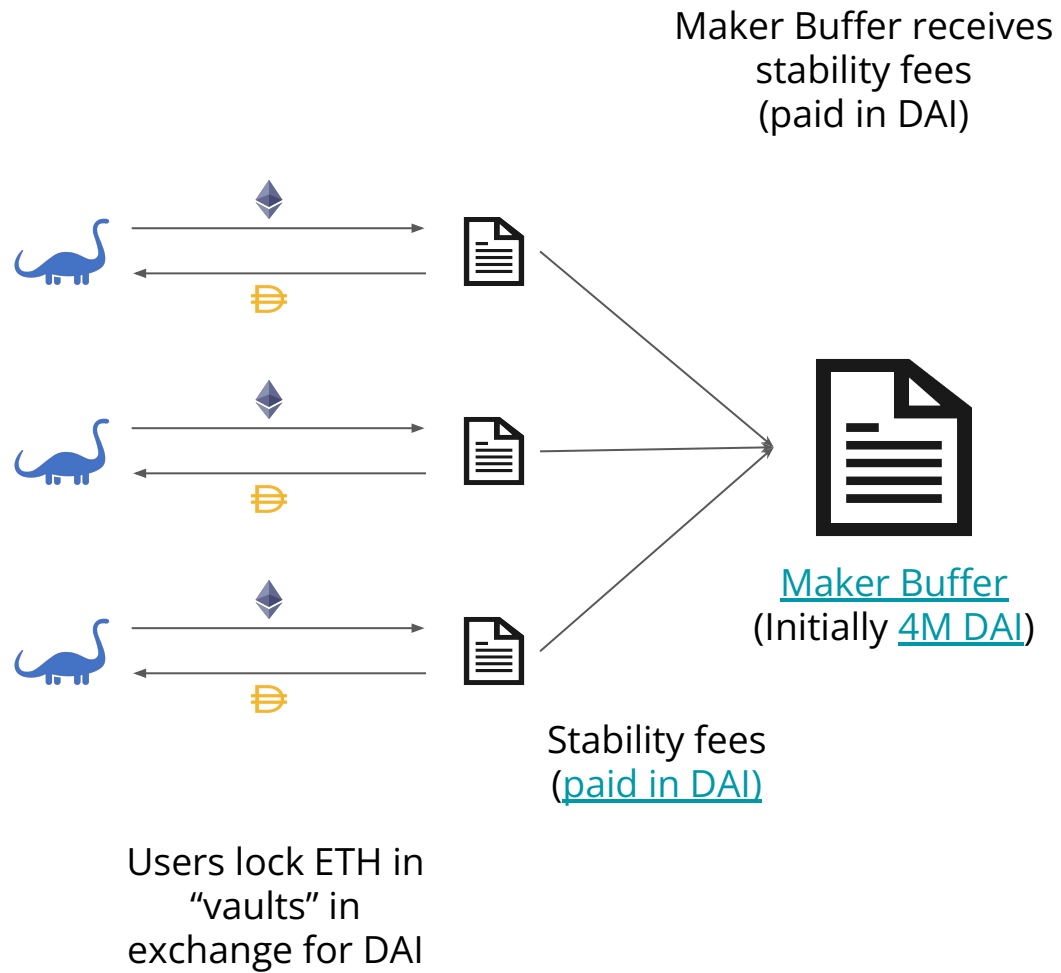 Maker Buffer receives
stability fees
(paid in DAI)
Maker Buffer
(Initially 4M DAI)
Stability fees
(paid in DAI)
Users lock ETH in
“vaults” in
exchange for DAI